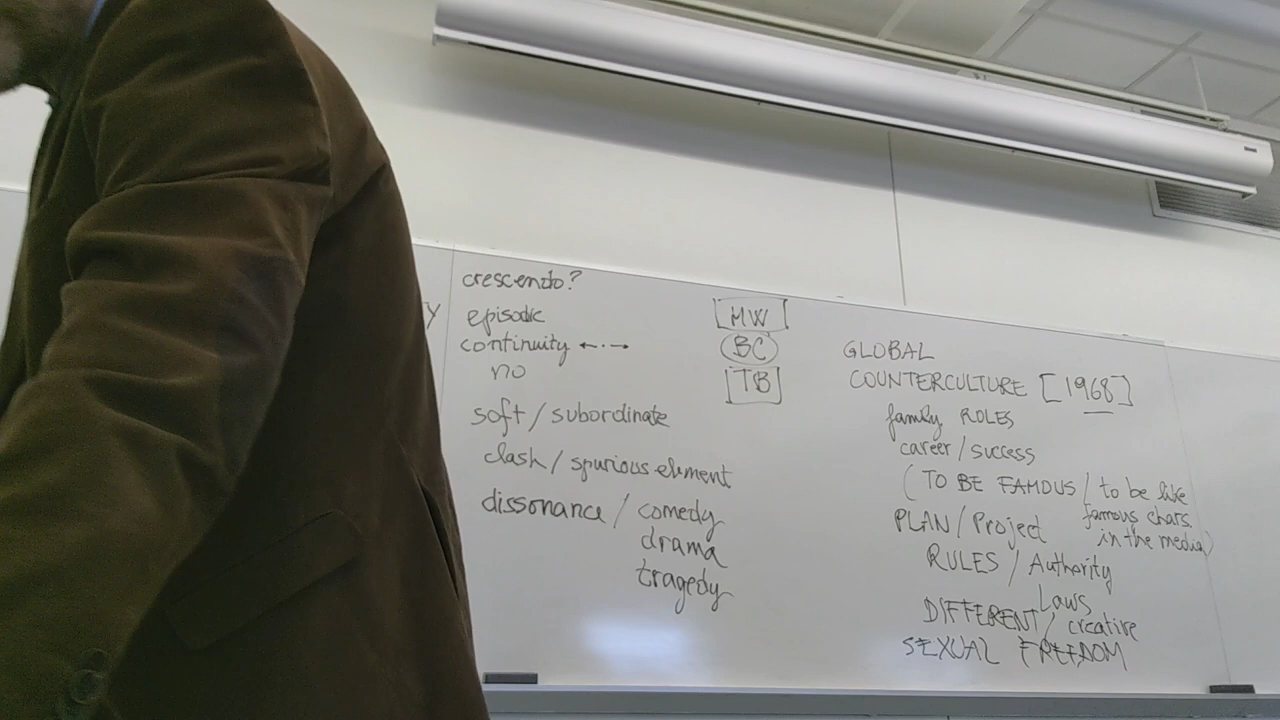 crescendo?
Y
episodic
continuity ←·→
no
soft / subordinate
clash / spurious element
dissonance / comedy
drama
tragedy
MW
BC
TB
GLOBAL
COUNTERCULTURE [1968]
family ROLES
career / success
(TO BE FAMOUS / to be like
famous chars.
in the media)
PLAN / Project
RULES / Authority
Laws
DIFFERENT / creative
SEXUAL FREEDOM